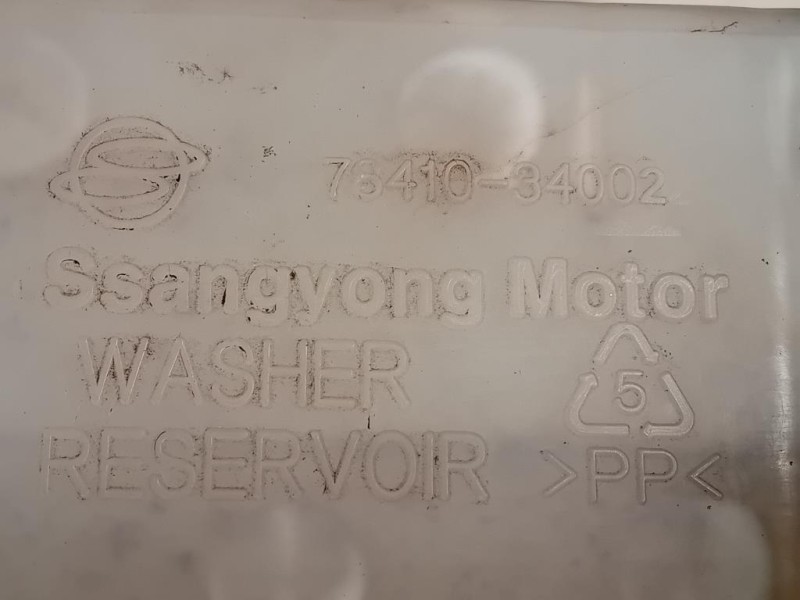 78410-34002
Ssangyong Motor
WASHER
5
RESERVOIR
>PP<